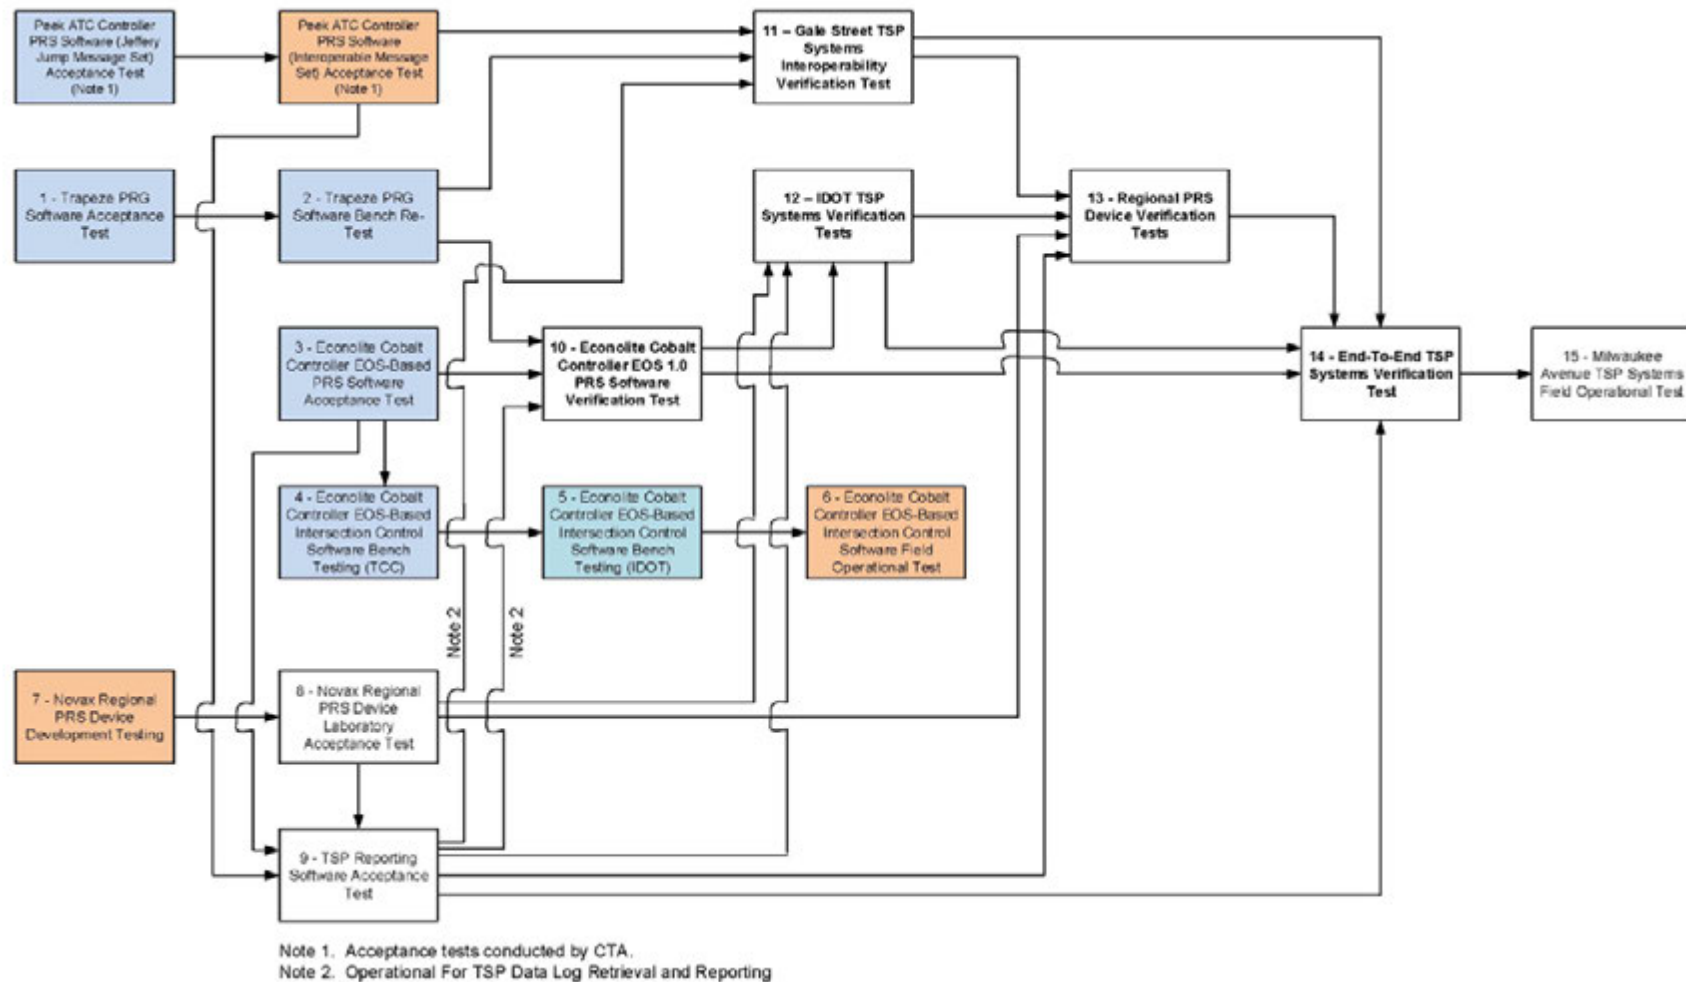 Peek ATC Controller
PRS Software (Jeffery
Jump Message Set)
Acceptance Test
(Note 1)
Peek ATC Controller
PRS Software
(Interoperable Message
Set) Acceptance Test
(Note 1)
11 – Gale Street TSP
Systems
Interoperability
Verification Test
1 - Trapeze PRG
Software Acceptance
Test
2 - Trapeze PRG
Software Bench Re-
Test
12 – IDOT TSP
Systems Verification
Tests
13 - Regional PRS
Device Verification
Tests
3 - Econolite Cobalt
Controller EOS-Based
PRS Software
Acceptance Test
10 - Econolite Cobalt
Controller EOS 1.0
PRS Software
Verification Test
14 - End-To-End TSP
Systems Verification
Test
15 - Milwaukee
Avenue TSP Systems
Field Operational Test
4 - Econolite Cobalt
Controller EOS-Based
Intersection Control
Software Bench
Testing (TCC)
5 - Econolite Cobalt
Controller EOS-Based
Intersection Control
Software Bench
Testing (IDOT)
6 - Econolite Cobalt
Controller EOS-Based
Intersection Control
Software Field
Operational Test
Note 2
Note 2
7 - Novax Regional
PRS Device
Development Testing
8 - Novax Regional
PRS Device
Laboratory
Acceptance Test
9 - TSP Reporting
Software Acceptance
Test
Note 1. Acceptance tests conducted by CTA.
Note 2. Operational For TSP Data Log Retrieval and Reporting